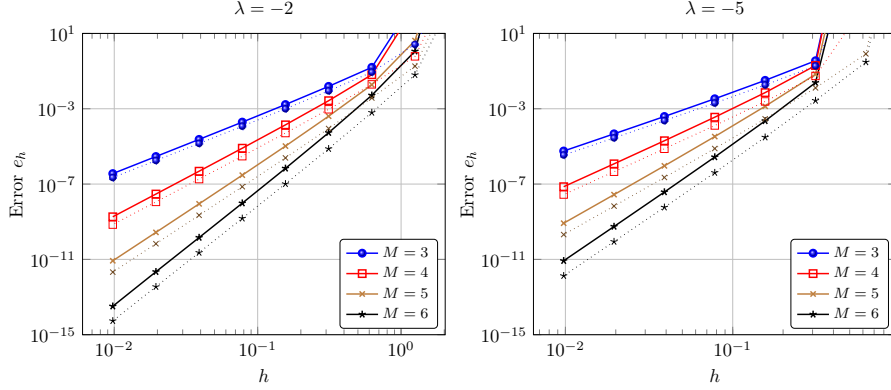 λ = −2
Error e_h
10^1
10^−3
10^−7
10^−11
10^−15
10^−2
10^−1
10^0
h
M = 3
M = 4
M = 5
M = 6
λ = −5
Error e_h
10^1
10^−3
10^−7
10^−11
10^−15
10^−2
10^−1
h
M = 3
M = 4
M = 5
M = 6